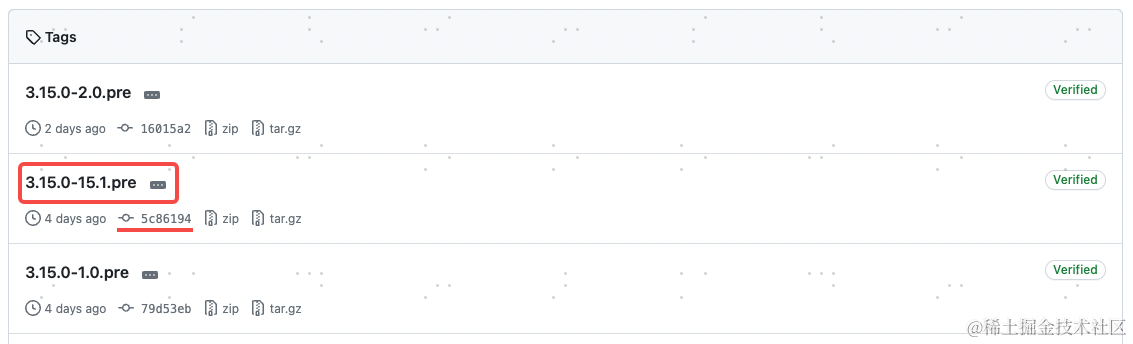 Tags
3.15.0-2.0.pre
Verified
2 days ago 16015a2 zip tar.gz
3.15.0-15.1.pre
Verified
4 days ago 5c86194 zip tar.gz
3.15.0-1.0.pre
Verified
4 days ago 79d53eb zip tar.gz
@稀土掘金技术社区